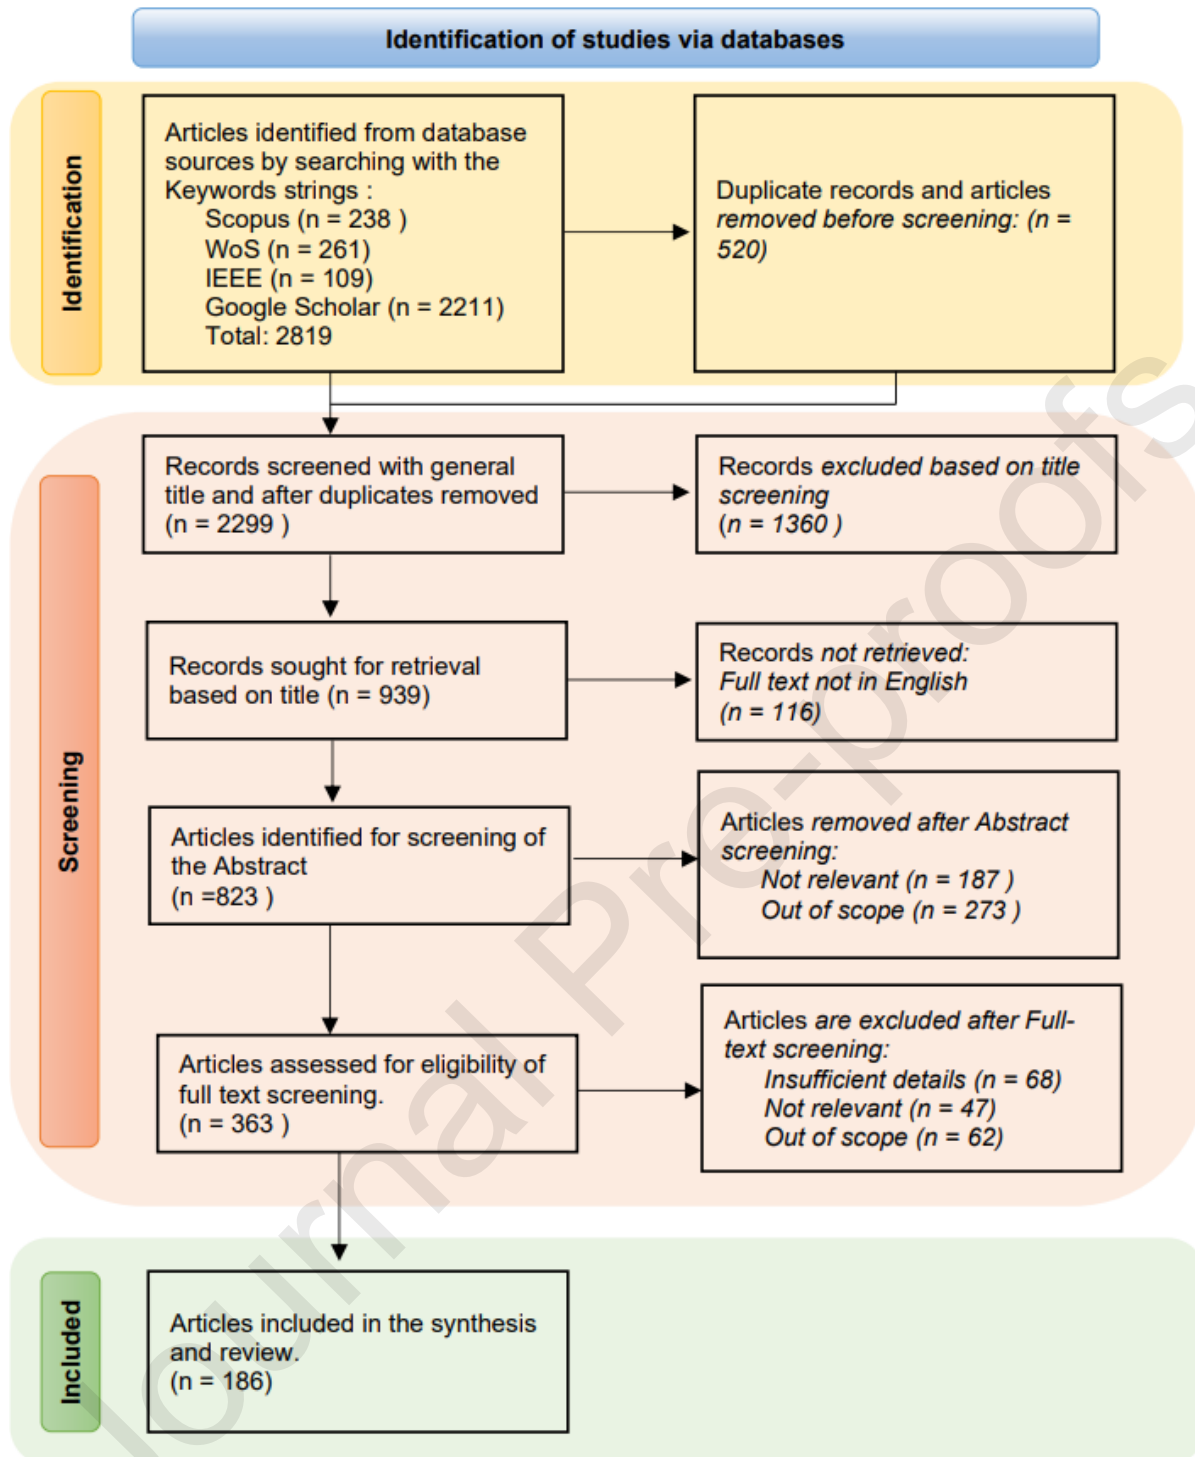 Identification of studies via databases
Identification
Articles identified from database
sources by searching with the
Keywords strings :
Scopus (n = 238 )
WoS (n = 261)
IEEE (n = 109)
Google Scholar (n = 2211)
Total: 2819
Duplicate records and articles
removed before screening: (n =
520)
Screening
Records screened with general
title and after duplicates removed
(n = 2299 )
Records excluded based on title
screening
(n = 1360 )
Records sought for retrieval
based on title (n = 939)
Records not retrieved:
Full text not in English
(n = 116)
Articles identified for screening of
the Abstract
(n =823 )
Articles removed after Abstract
screening:
Not relevant (n = 187 )
Out of scope (n = 273 )
Articles assessed for eligibility of
full text screening.
(n = 363 )
Articles are excluded after Full-
text screening:
Insufficient details (n = 68)
Not relevant (n = 47)
Out of scope (n = 62)
Included
Articles included in the synthesis
and review.
(n = 186)
Journal Pre-proofs